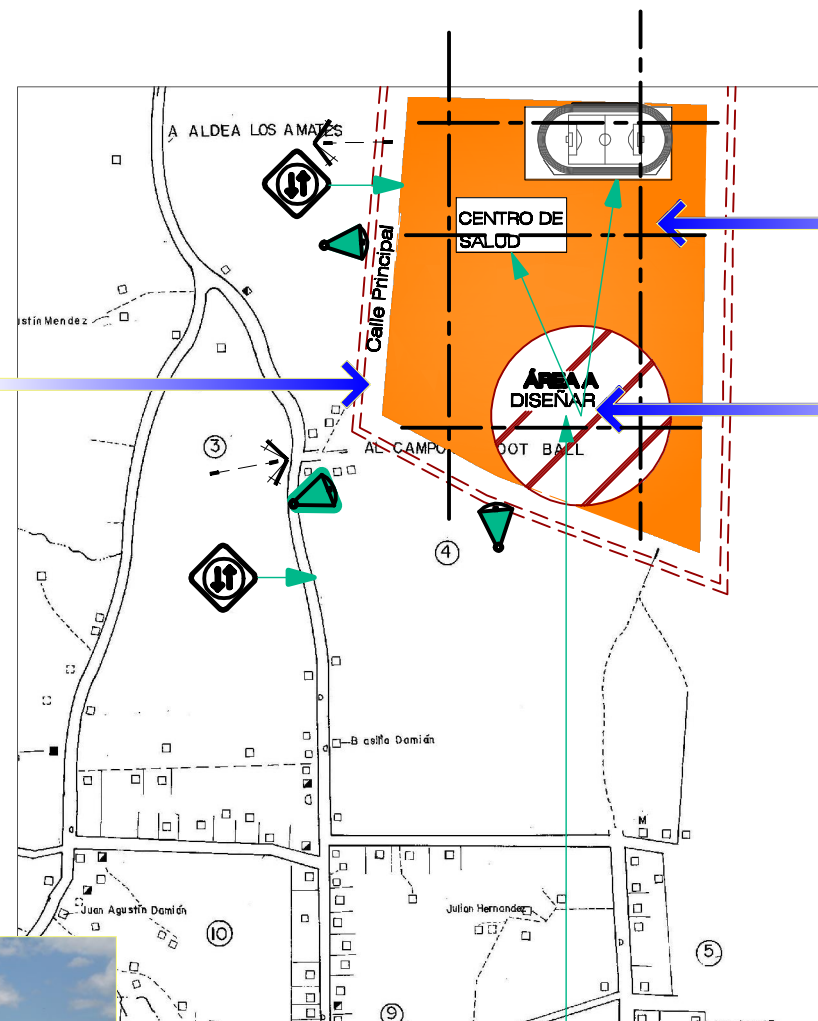 A ALDEA LOS AMATES
CENTRO DE
SALUD
Calle Principal
ustín Mendez
ÁREA A
DISEÑAR
3
AL CAMPO OOT BALL
4
Basilia Damián
M
Juan Agustín Damián
Julian Hernandez
10
5
9